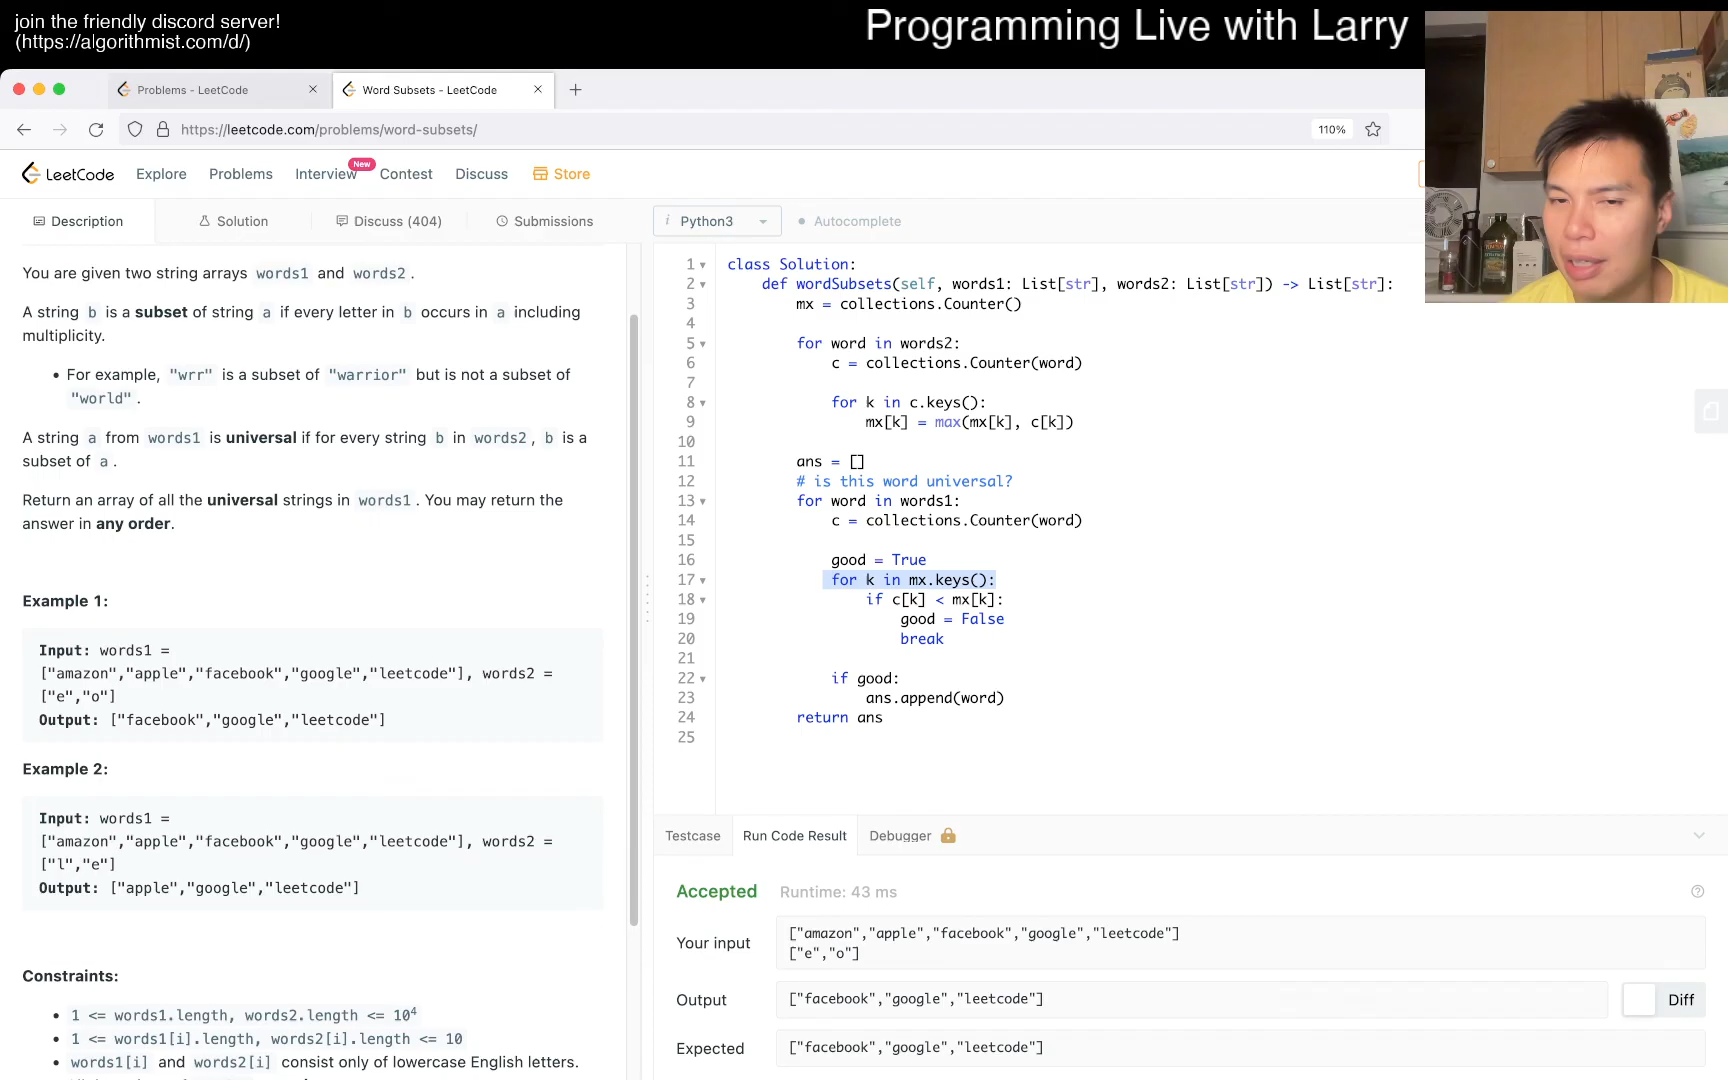 join the friendly discord server!
(https://algorithmist.com/d/)
Programming Live with Larry
Problems - LeetCode
Word Subsets - LeetCode
https://leetcode.com/problems/word-subsets/
110%
LeetCode
Explore
Problems
Interview
New
Contest
Discuss
Store
Description
Solution
Discuss (404)
Submissions
i Python3
Autocomplete
You are given two string arrays words1 and words2 .
A string b is a subset of string a if every letter in b occurs in a including
multiplicity.
• For example, "wrr" is a subset of "warrior" but is not a subset of
"world" .
A string a from words1 is universal if for every string b in words2 , b is a
subset of a .
Return an array of all the universal strings in words1 . You may return the
answer in any order.
Example 1:
Input: words1 =
["amazon","apple","facebook","google","leetcode"], words2 =
["e","o"]
Output: ["facebook","google","leetcode"]
Example 2:
Input: words1 =
["amazon","apple","facebook","google","leetcode"], words2 =
["l","e"]
Output: ["apple","google","leetcode"]
Constraints:
• 1 <= words1.length, words2.length <= 10⁴
• 1 <= words1[i].length, words2[i].length <= 10
• words1[i] and words2[i] consist only of lowercase English letters.
1 class Solution:
2 def wordSubsets(self, words1: List[str], words2: List[str]) -> List[str]:
3 mx = collections.Counter()
4
5 for word in words2:
6 c = collections.Counter(word)
7
8 for k in c.keys():
9 mx[k] = max(mx[k], c[k])
10
11 ans = []
12 # is this word universal?
13 for word in words1:
14 c = collections.Counter(word)
15
16 good = True
17 for k in mx.keys():
18 if c[k] < mx[k]:
19 good = False
20 break
21
22 if good:
23 ans.append(word)
24 return ans
25
Testcase
Run Code Result
Debugger
Accepted
Runtime: 43 ms
Your input
["amazon","apple","facebook","google","leetcode"]
["e","o"]
Output
["facebook","google","leetcode"]
Diff
Expected
["facebook","google","leetcode"]